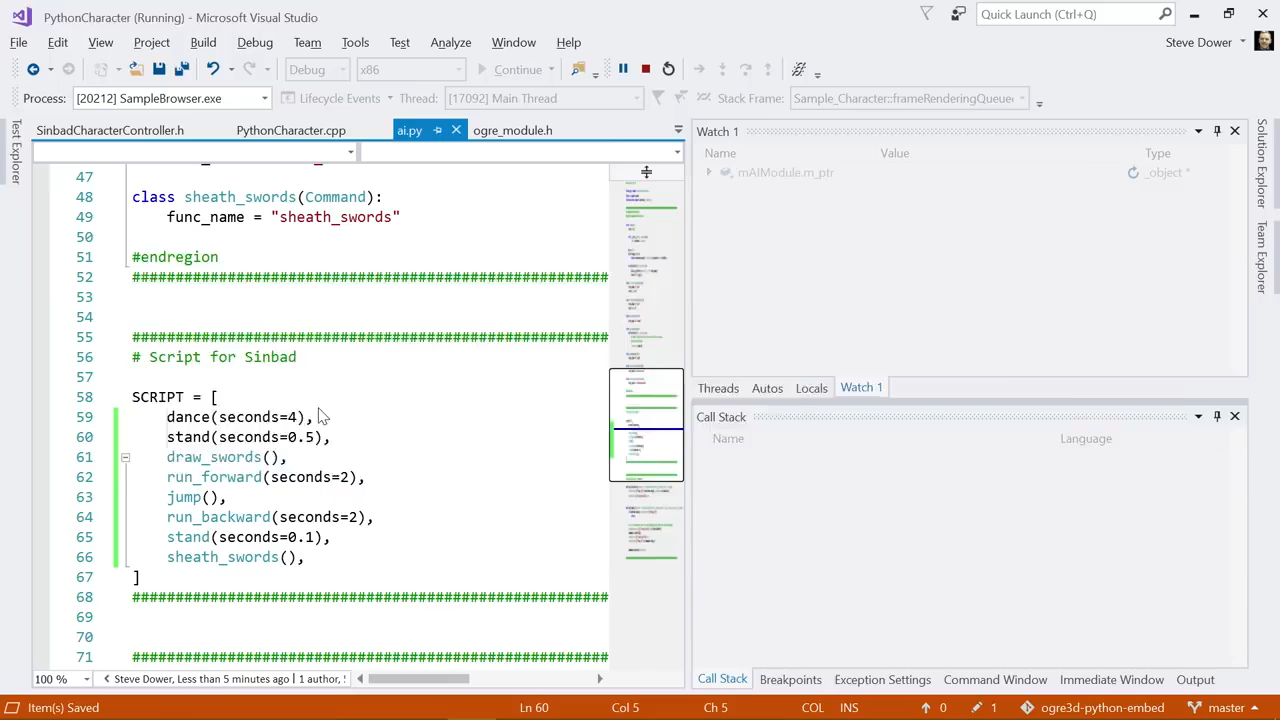 PythonCharacter (Running) - Microsoft Visual Studio
Quick Launch (Ctrl+Q)
File Edit View Project Build Debug Team Tools Test Analyze Window Help
Steve Dower
Debug x86 Continue
Process: [20212] SampleBrowser.exe Lifecycle Events Thread: [17092] Main Thread Stack Frame: Sample_Character::frameRenderingQueue
Test Explorer
SinbadCharacterController.h PythonCharacter.cpp ai.py ogre_module.h
47
48 class sheath_swords(Command):
49 func_name = "sheath_swords"
50
51 #endregion
52 ########################################################
53
54
55 ########################################################
56 # Script for Sinbad
57
58 SCRIPT = [
59 dance(seconds=4),
60 stand(seconds=0.5),
61 draw_swords(),
62 run_forward(seconds=2),
63 jump(),
64 run_backward(seconds=2),
65 stand(seconds=0.1),
66 sheath_swords(),
67 ]
68 ########################################################
69
70
71 ########################################################
100 % Steve Dower, Less than 5 minutes ago | 1 author,
Watch 1
Name Value Type
mAIModule.m_ptr _object *
Threads Autos Locals Watch 1
Call Stack
Name Language
Call Stack Breakpoints Exception Settings Command Window Immediate Window Output
Solution Explorer
Team Explorer
Item(s) Saved Ln 60 Col 5 Ch 5 COL INS 0 1 ogre3d-python-embed master